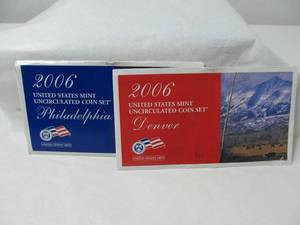 2006
UNITED STATES MINT
UNCIRCULATED COIN SET
Philadelphia
2006
UNITED STATES MINT
UNCIRCULATED COIN SET
Denver